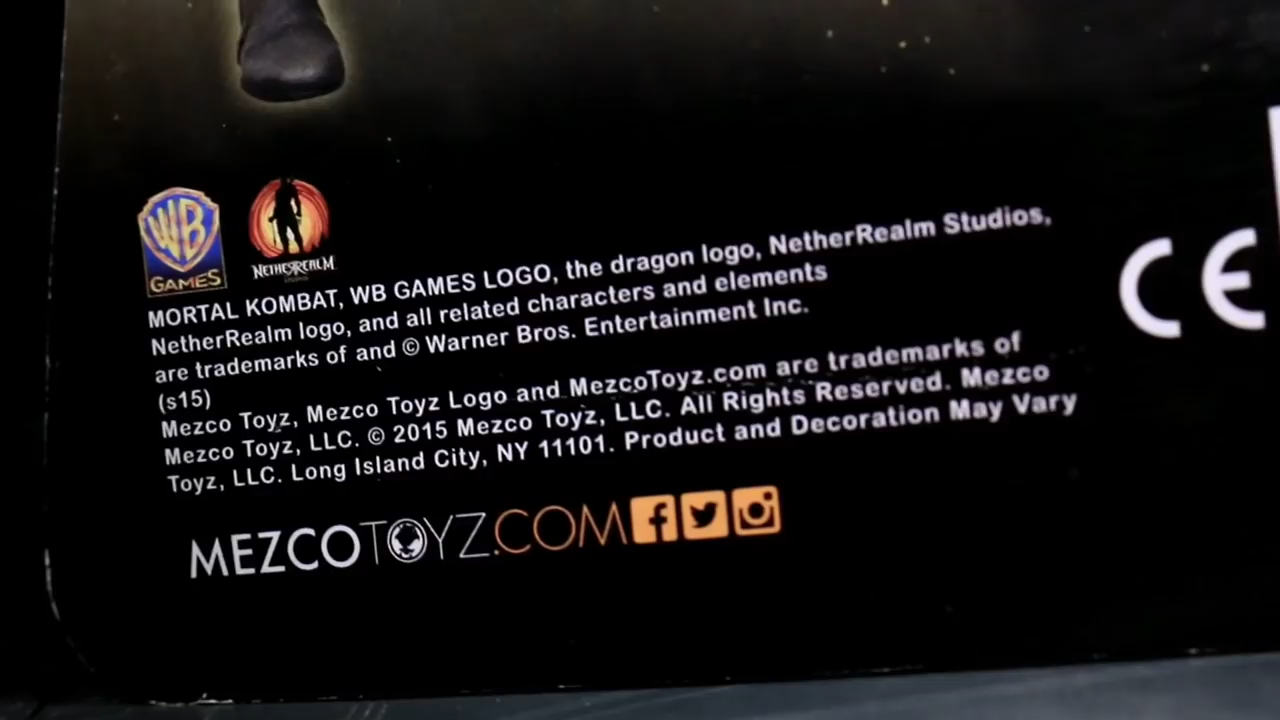 WB
GAMES
NETHERREALM
STUDIOS
MORTAL KOMBAT, WB GAMES LOGO, the dragon logo, NetherRealm Studios,
NetherRealm logo, and all related characters and elements
are trademarks of and © Warner Bros. Entertainment Inc.
(s15)
Mezco Toyz, Mezco Toyz Logo and MezcoToyz.com are trademarks of
Mezco Toyz, LLC. © 2015 Mezco Toyz, LLC. All Rights Reserved. Mezco
Toyz, LLC. Long Island City, NY 11101. Product and Decoration May Vary
MEZCOTOYZ.COM
CE